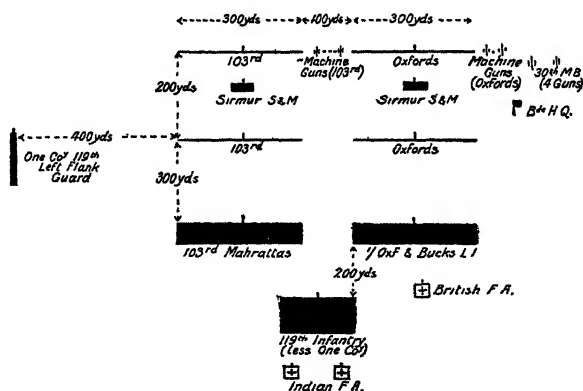 300yds 100yds 300yds
103rd Machine Guns (103rd) Oxfords Machine Guns (Oxfords) 30th MB (4 Guns)
200yds
Sirmur S&M Sirmur S&M
Bde H.Q.
400yds
103rd Oxfords
One Coy 119th
Left Flank
Guard
300yds
103rd Mahrattas 1/Oxf & Bucks L I
200yds
British F A.
119th Infantry
(less One Coy)
Indian F A.